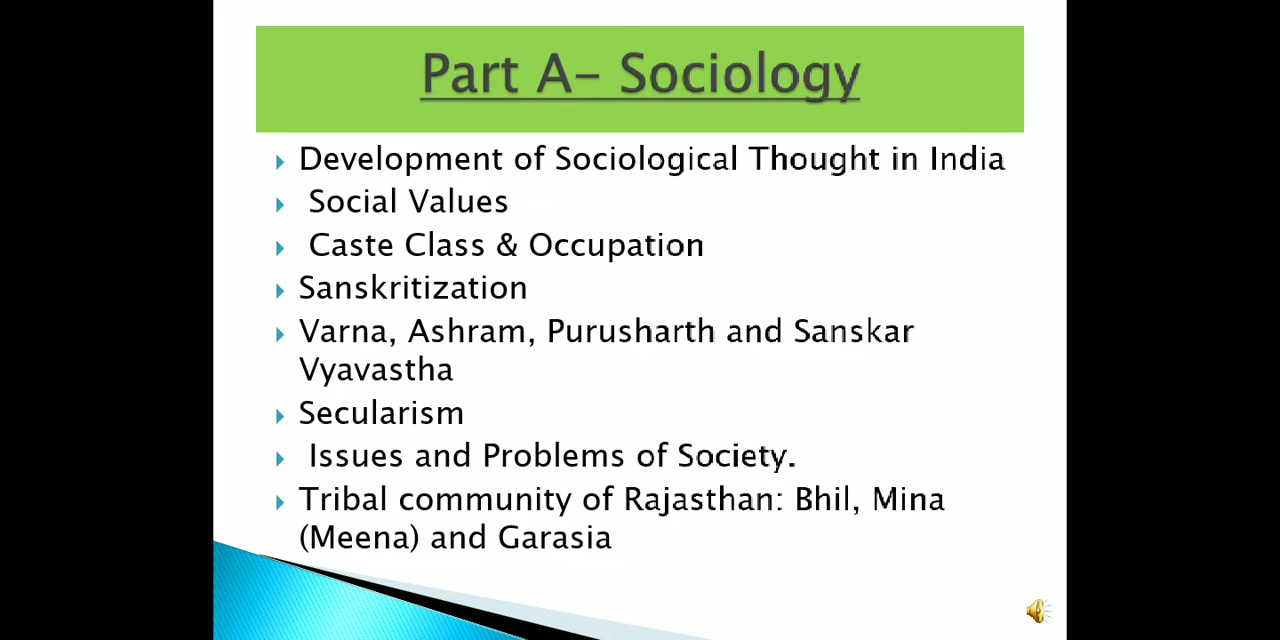 Part A- Sociology
Development of Sociological Thought in India
Social Values
Caste Class & Occupation
Sanskritization
Varna, Ashram, Purusharth and Sanskar
Vyavastha
Secularism
Issues and Problems of Society.
Tribal community of Rajasthan: Bhil, Mina
(Meena) and Garasia